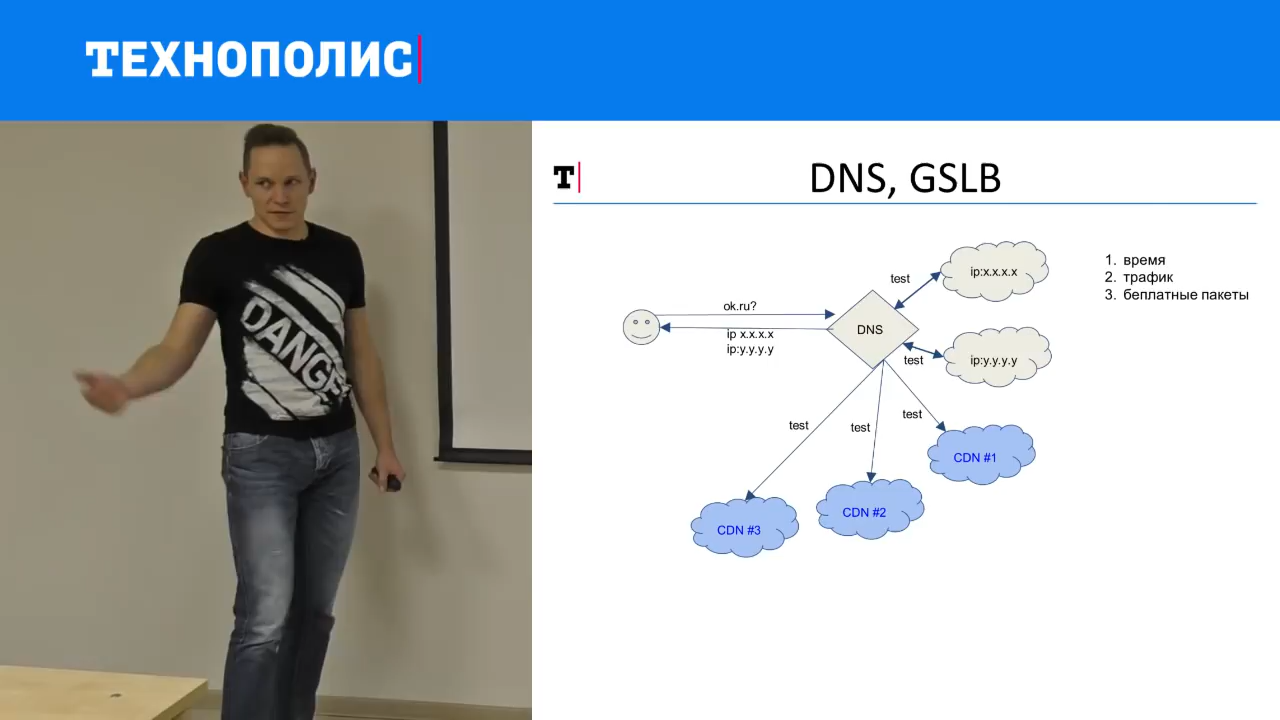 ТЕХНОПОЛИС
DANGE
T
DNS, GSLB
ok.ru?
ip x.x.x.x
ip:y.y.y.y
DNS
test
ip:x.x.x.x
test
ip:y.y.y.y
test
test
test
CDN #1
CDN #2
CDN #3
1. время
2. трафик
3. беплатные пакеты